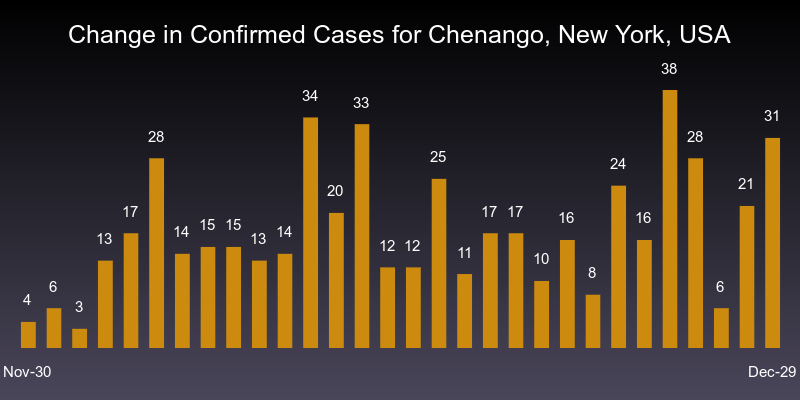 Change in Confirmed Cases for Chenango, New York, USA
4 6 3 13 17 28 14 15 15 13 14 34 20 33 12 12 25 11 17 17 10 16 8 24 16 38 28 6 21 31
Nov-30 Dec-29